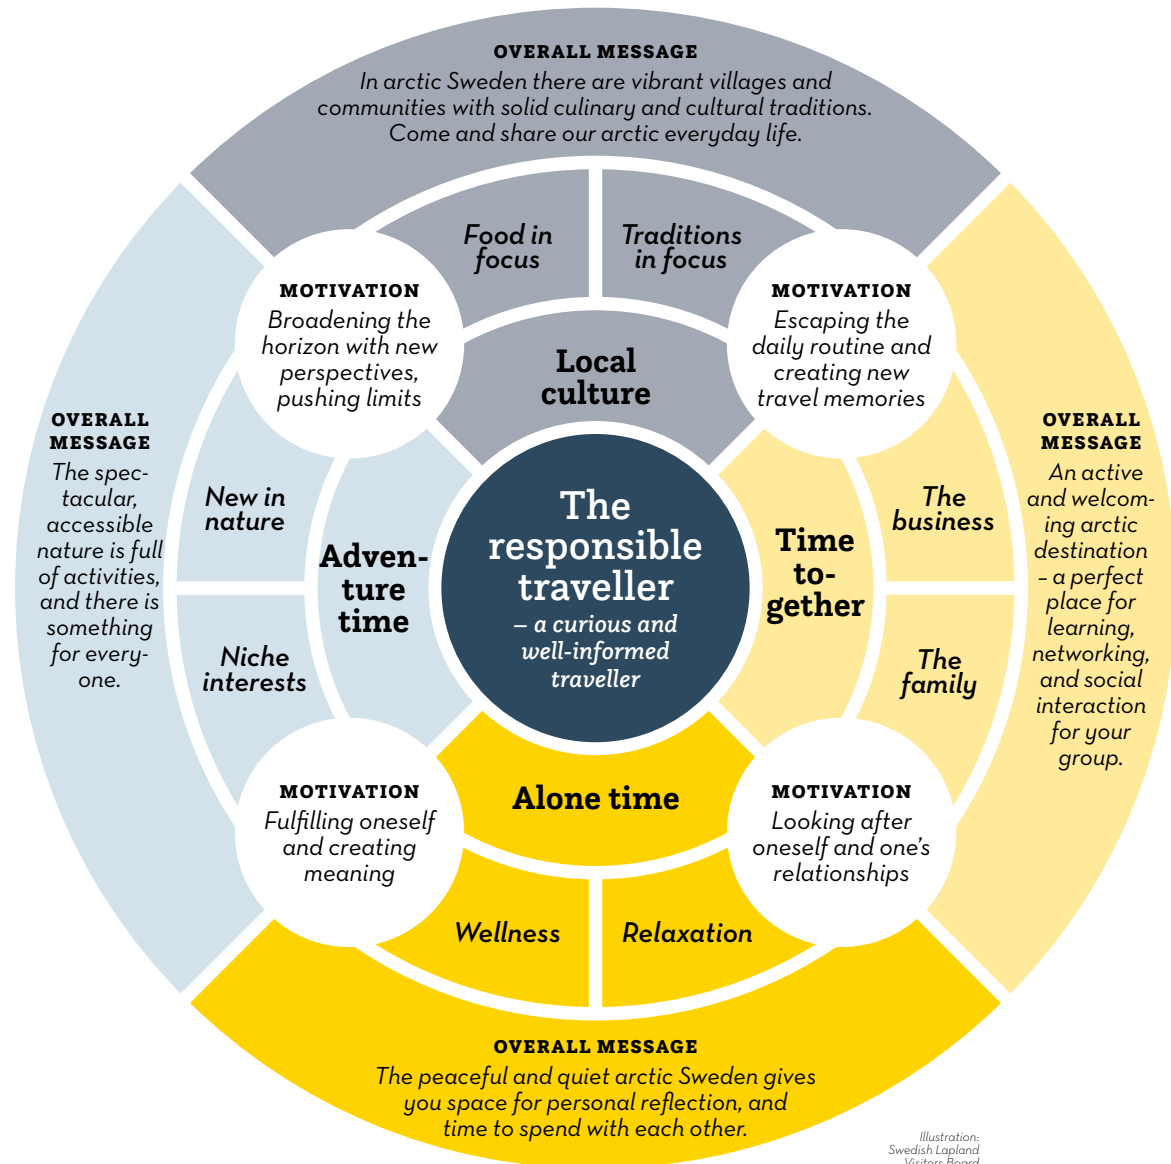 OVERALL MESSAGE
In arctic Sweden there are vibrant villages and
communities with solid culinary and cultural traditions.
Come and share our arctic everyday life.
Food in
focus
Traditions
in focus
MOTIVATION
Broadening the
horizon with new
perspectives,
pushing limits
MOTIVATION
Escaping the
daily routine and
creating new
travel memories
Local
culture
OVERALL
MESSAGE
The spec-
tacular,
accessible
nature is full
of activities,
and there is
something
for every-
one.
New in
nature
Niche
interests
Adven-
ture
time
The
responsible
traveller
– a curious and
well-informed
traveller
Time
to-
gether
The
business
The
family
OVERALL
MESSAGE
An active
and welcom-
ing arctic
destination
– a perfect
place for
learning,
networking,
and social
interaction
for your
group.
MOTIVATION
Fulfilling oneself
and creating
meaning
Alone time
MOTIVATION
Looking after
oneself and one’s
relationships
Wellness
Relaxation
OVERALL MESSAGE
The peaceful and quiet arctic Sweden gives
you space for personal reflection, and
time to spend with each other.
Illustration:
Swedish Lapland
Visitors Board